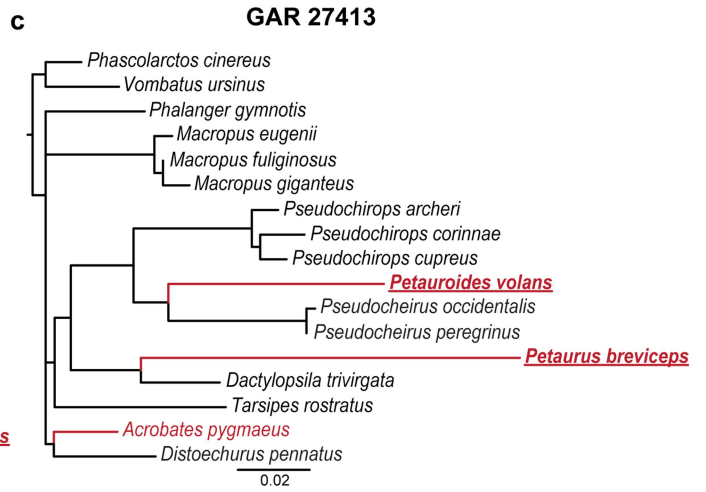 c
GAR 27413
Phascolarctos cinereus
Vombatus ursinus
Phalanger gymnotis
Macropus eugenii
Macropus fuliginosus
Macropus giganteus
Pseudochirops archeri
Pseudochirops corinnae
Pseudochirops cupreus
Petauroides volans
Pseudocheirus occidentalis
Pseudocheirus peregrinus
Petaurus breviceps
Dactylopsila trivirgata
Tarsipes rostratus
s
Acrobates pygmaeus
Distoechurus pennatus
0.02